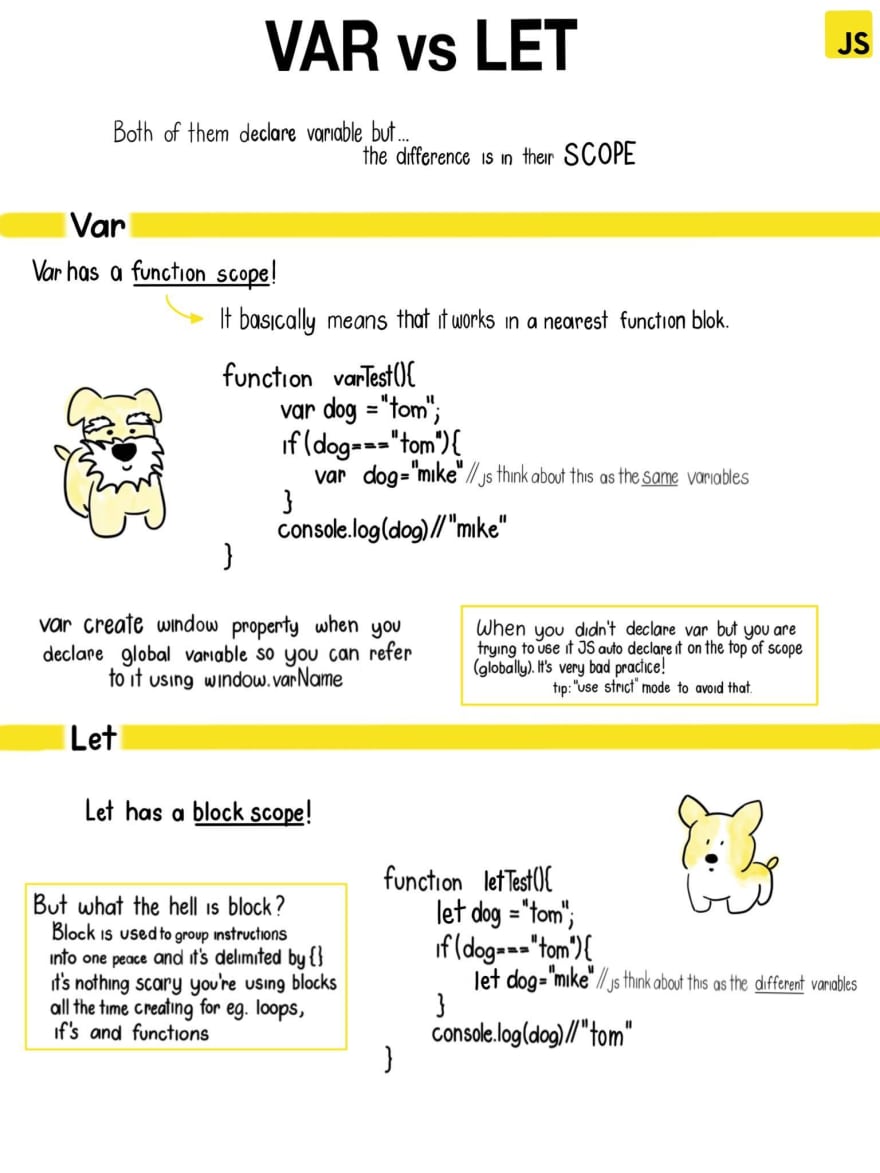 VAR vs LET
JS
Both of them declare variable but...
the difference is in their SCOPE
Var
Var has a function scope!
It basically means that it works in a nearest function blok.
function varTest(){
var dog ="tom";
if(dog==="tom"){
var dog="mike"//js think about this as the same variables
}
console.log(dog)//"mike"
}
var create window property when you
declare global variable so you can refer
to it using window.varName
When you didn't declare var but you are
trying to use it JS auto declare it on the top of scope
(globally). It's very bad practice!
tip:"use strict" mode to avoid that.
Let
Let has a block scope!
But what the hell is block?
Block is used to group instructions
into one peace and it's delimited by {}
it's nothing scary you're using blocks
all the time creating for eg. loops,
if's and functions
function letTest(){
let dog ="tom";
if(dog==="tom"){
let dog="mike"//js think about this as the different variables
}
console.log(dog)//"tom"
}